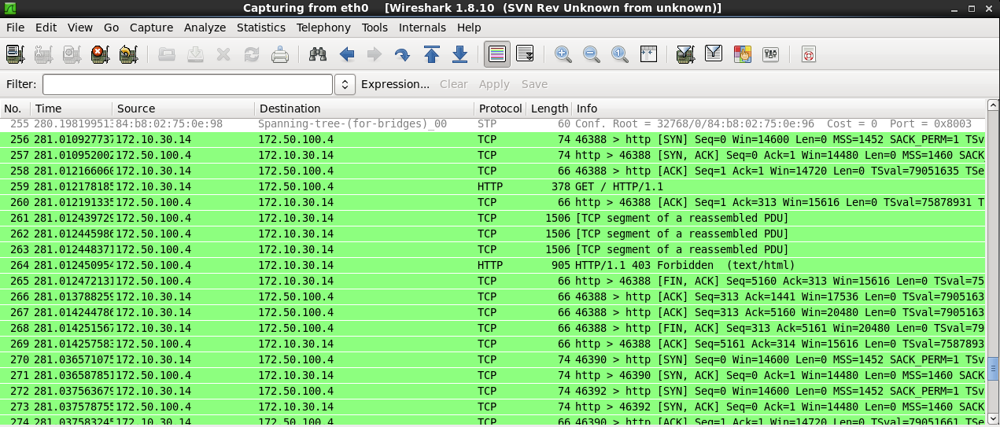 Capturing from eth0    [Wireshark 1.8.10  (SVN Rev Unknown from unknown)]
File Edit View Go Capture Analyze Statistics Telephony Tools Internals Help
Filter: Expression... Clear Apply Save
No. Time Source Destination Protocol Length Info
255 280.198199513 84:b8:02:75:0e:98 Spanning-tree-(for-bridges)_00 STP 60 Conf. Root = 32768/0/84:b8:02:75:0e:96  Cost = 0  Port = 0x8003
256 281.010927737 172.10.30.14 172.50.100.4 TCP 74 46388 > http [SYN] Seq=0 Win=14600 Len=0 MSS=1452 SACK_PERM=1 TSv
257 281.010952002 172.50.100.4 172.10.30.14 TCP 74 http > 46388 [SYN, ACK] Seq=0 Ack=1 Win=14480 Len=0 MSS=1460 SACK
258 281.012166060 172.10.30.14 172.50.100.4 TCP 66 46388 > http [ACK] Seq=1 Ack=1 Win=14720 Len=0 TSval=79051635 TSe
259 281.012178185 172.10.30.14 172.50.100.4 HTTP 378 GET / HTTP/1.1
260 281.012191335 172.50.100.4 172.10.30.14 TCP 66 http > 46388 [ACK] Seq=1 Ack=313 Win=15616 Len=0 TSval=75878931 T
261 281.012439729 172.50.100.4 172.10.30.14 TCP 1506 [TCP segment of a reassembled PDU]
262 281.012445986 172.50.100.4 172.10.30.14 TCP 1506 [TCP segment of a reassembled PDU]
263 281.012448371 172.50.100.4 172.10.30.14 TCP 1506 [TCP segment of a reassembled PDU]
264 281.012450954 172.50.100.4 172.10.30.14 HTTP 905 HTTP/1.1 403 Forbidden  (text/html)
265 281.012472131 172.50.100.4 172.10.30.14 TCP 66 http > 46388 [FIN, ACK] Seq=5160 Ack=313 Win=15616 Len=0 TSval=75
266 281.013788259 172.10.30.14 172.50.100.4 TCP 66 46388 > http [ACK] Seq=313 Ack=1441 Win=17536 Len=0 TSval=7905163
267 281.014244786 172.10.30.14 172.50.100.4 TCP 66 46388 > http [ACK] Seq=313 Ack=5160 Win=20480 Len=0 TSval=7905163
268 281.014251567 172.10.30.14 172.50.100.4 TCP 66 46388 > http [FIN, ACK] Seq=313 Ack=5161 Win=20480 Len=0 TSval=79
269 281.014257583 172.50.100.4 172.10.30.14 TCP 66 http > 46388 [ACK] Seq=5161 Ack=314 Win=15616 Len=0 TSval=7587893
270 281.036571075 172.10.30.14 172.50.100.4 TCP 74 46390 > http [SYN] Seq=0 Win=14600 Len=0 MSS=1452 SACK_PERM=1 TSv
271 281.036587851 172.50.100.4 172.10.30.14 TCP 74 http > 46390 [SYN, ACK] Seq=0 Ack=1 Win=14480 Len=0 MSS=1460 SACK
272 281.037563679 172.10.30.14 172.50.100.4 TCP 74 46392 > http [SYN] Seq=0 Win=14600 Len=0 MSS=1452 SACK_PERM=1 TSv
273 281.037578755 172.50.100.4 172.10.30.14 TCP 74 http > 46392 [SYN, ACK] Seq=0 Ack=1 Win=14480 Len=0 MSS=1460 SACK
274 281.037583245 172.10.30.14 172.50.100.4 TCP 66 46390 > http [ACK] Seq=1 Ack=1 Win=14720 Len=0 TSval=79051661 TSe